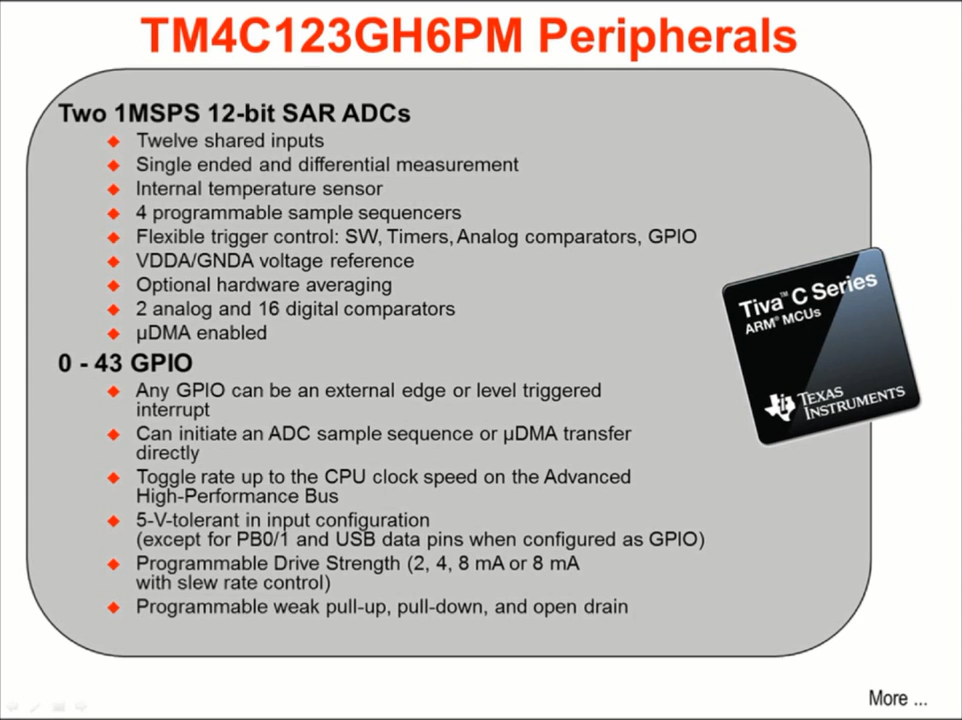 TM4C123GH6PM Peripherals
Two 1MSPS 12-bit SAR ADCs
Twelve shared inputs
Single ended and differential measurement
Internal temperature sensor
4 programmable sample sequencers
Flexible trigger control: SW, Timers, Analog comparators, GPIO
VDDA/GNDA voltage reference
Optional hardware averaging
2 analog and 16 digital comparators
µDMA enabled
0 - 43 GPIO
Any GPIO can be an external edge or level triggered
interrupt
Can initiate an ADC sample sequence or µDMA transfer
directly
Toggle rate up to the CPU clock speed on the Advanced
High-Performance Bus
5-V-tolerant in input configuration
(except for PB0/1 and USB data pins when configured as GPIO)
Programmable Drive Strength (2, 4, 8 mA or 8 mA
with slew rate control)
Programmable weak pull-up, pull-down, and open drain
Tiva™ C Series
ARM® MCUs
TEXAS
INSTRUMENTS
More ...